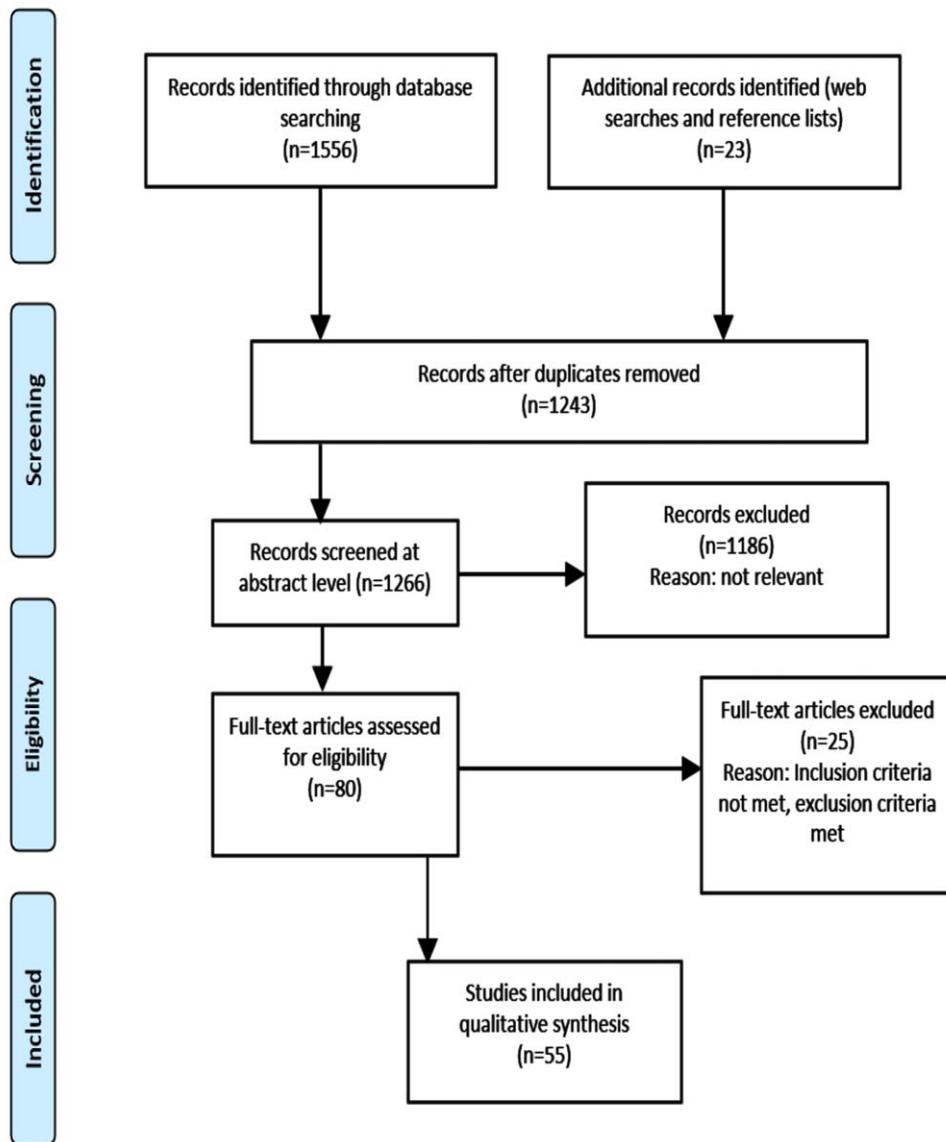 Identification
Records identified through database
searching
(n=1556)
Additional records identified (web
searches and reference lists)
(n=23)
Screening
Records after duplicates removed
(n=1243)
Records screened at
abstract level (n=1266)
Records excluded
(n=1186)
Reason: not relevant
Eligibility
Full-text articles assessed
for eligibility
(n=80)
Full-text articles excluded
(n=25)
Reason: Inclusion criteria
not met, exclusion criteria
met
Included
Studies included in
qualitative synthesis
(n=55)